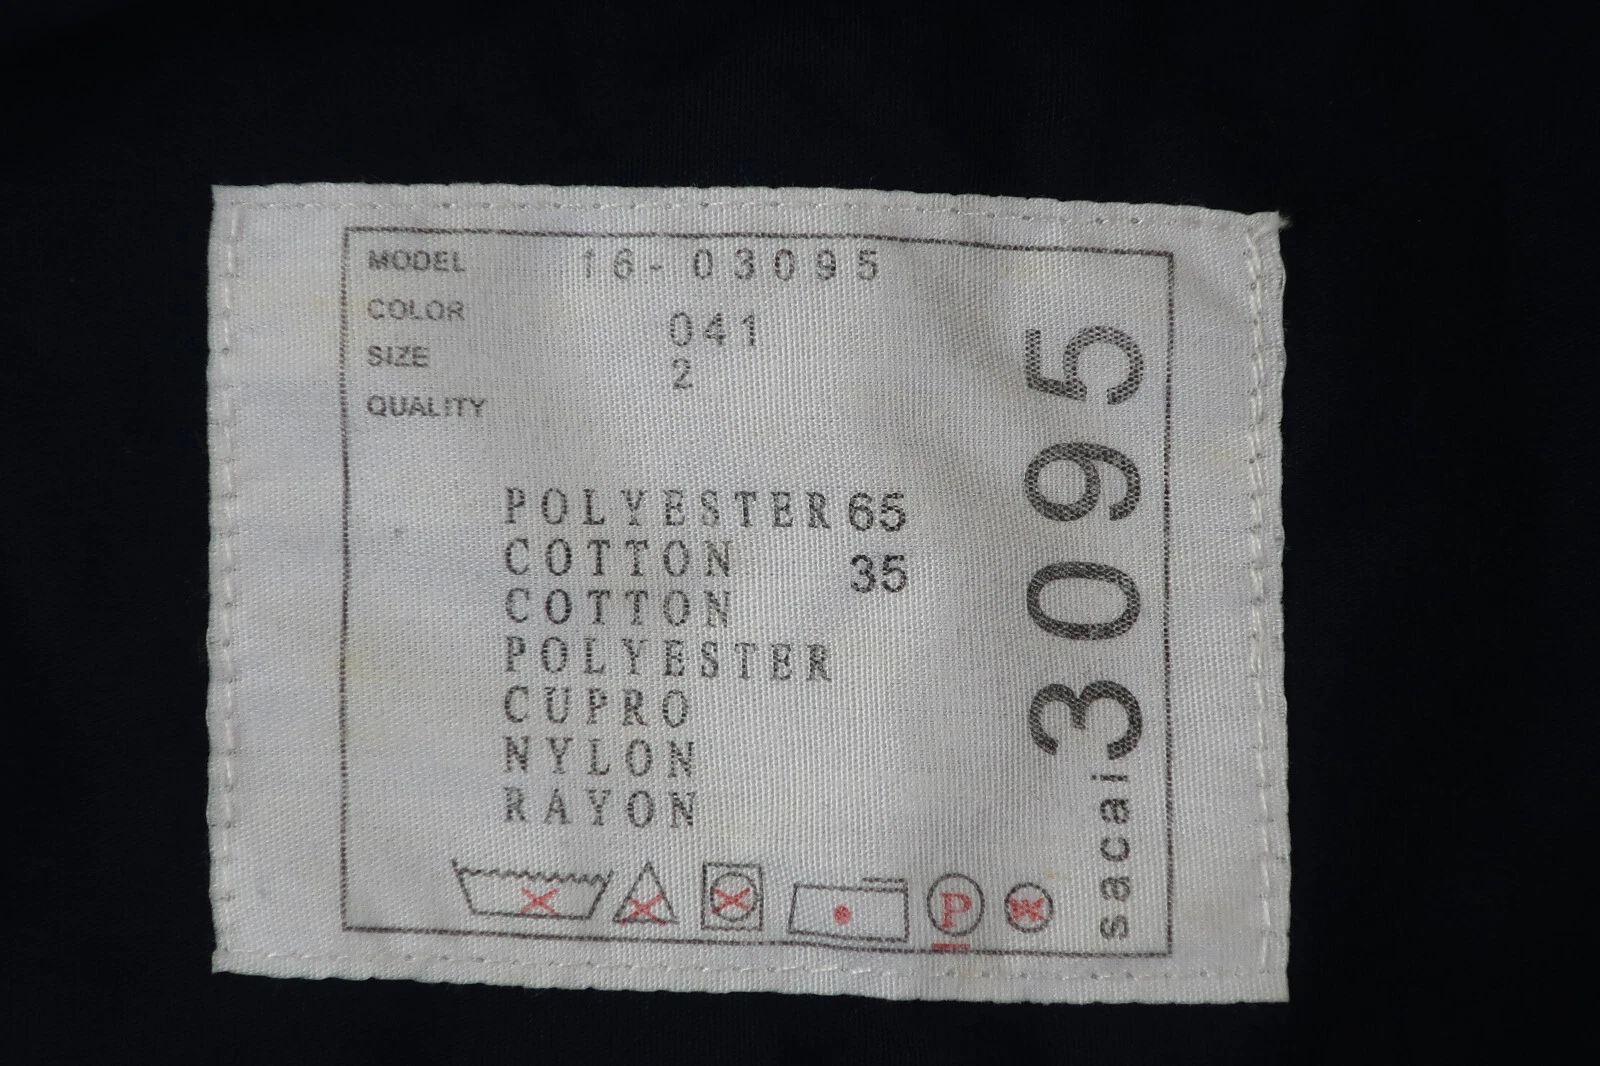 MODEL 16-03095
COLOR 041
SIZE 2
QUALITY
POLYESTER 65
COTTON 35
COTTON
POLYESTER
CUPRO
NYLON
RAYON
P
sacai 3095